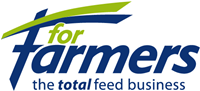 for
farmers
the total feed business